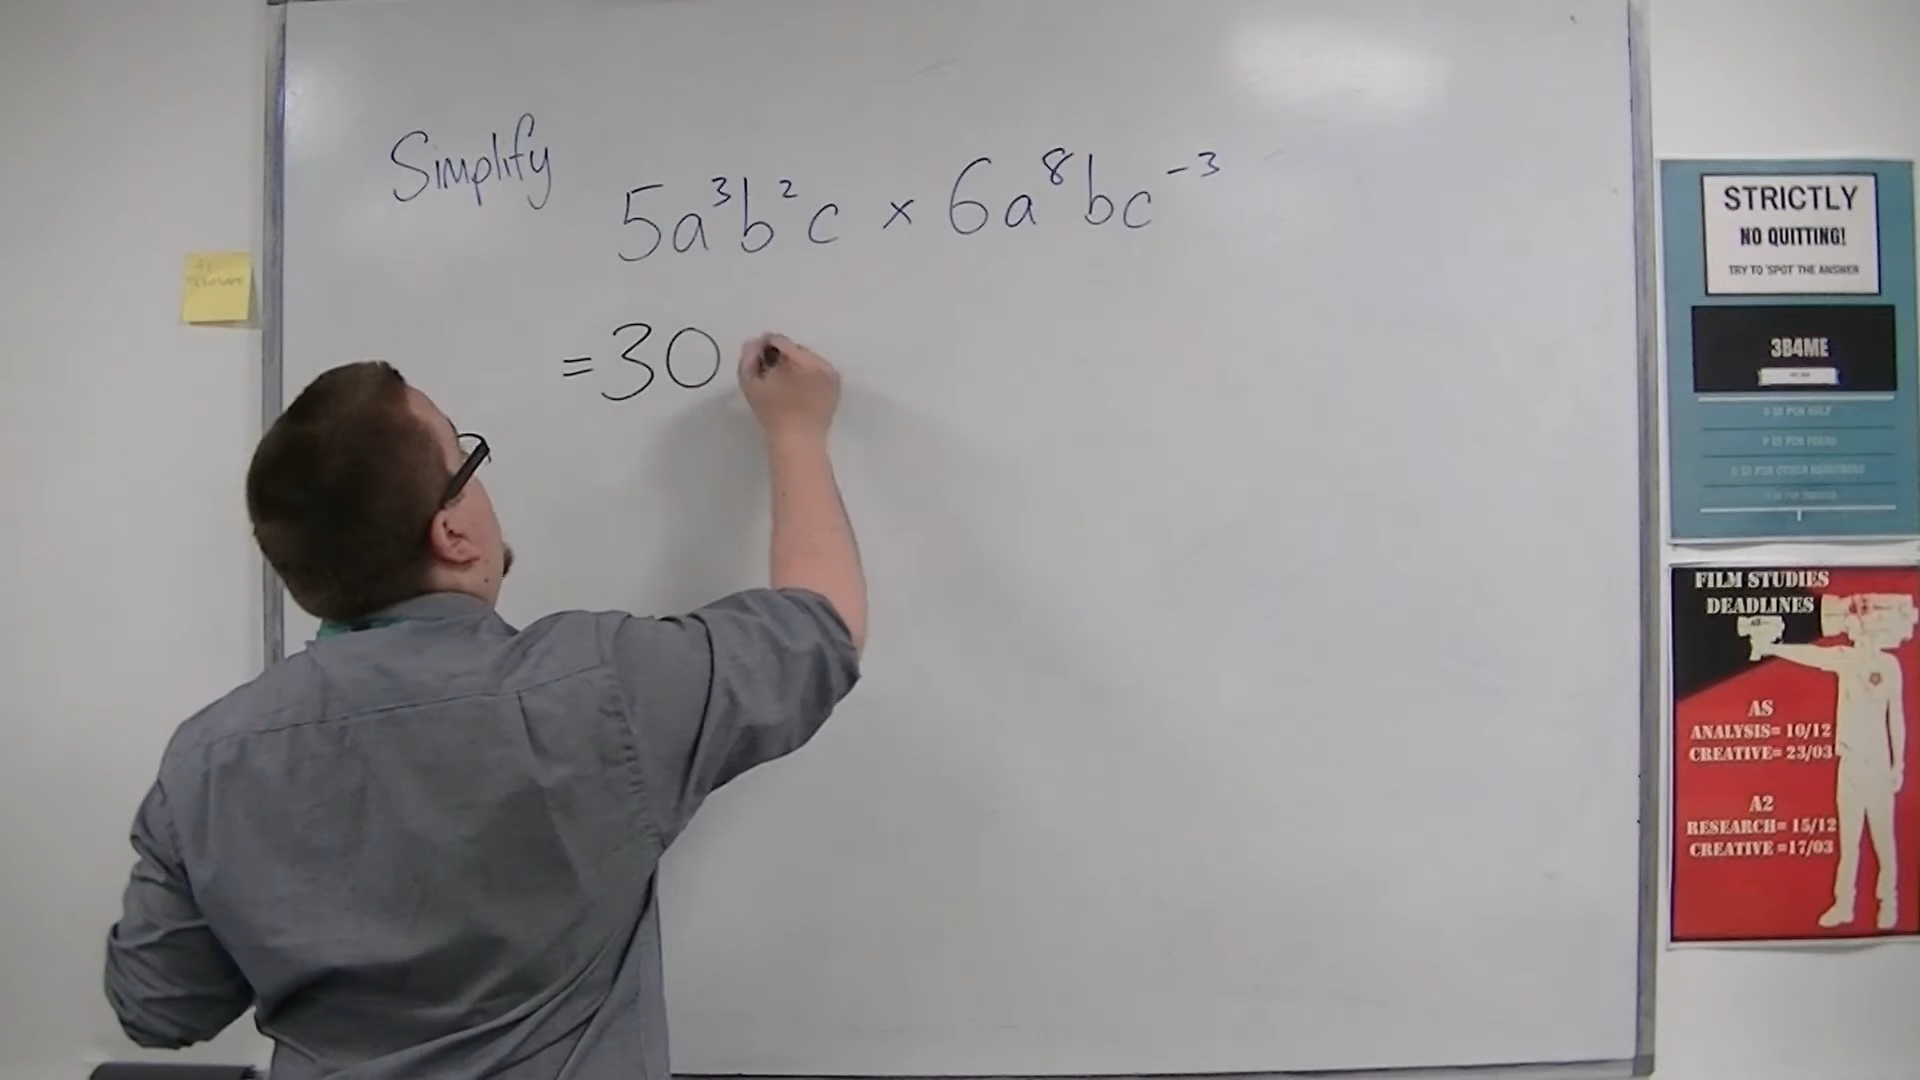 Simplify
5a³b²c × 6a⁸bc⁻³
= 30
STRICTLY
NO QUITTING!
TRY TO 'SPOT' THE ANSWER
3B4ME
FILM STUDIES
DEADLINES
AS
ANALYSIS= 10/12
CREATIVE= 23/03
A2
RESEARCH= 15/12
CREATIVE =17/03